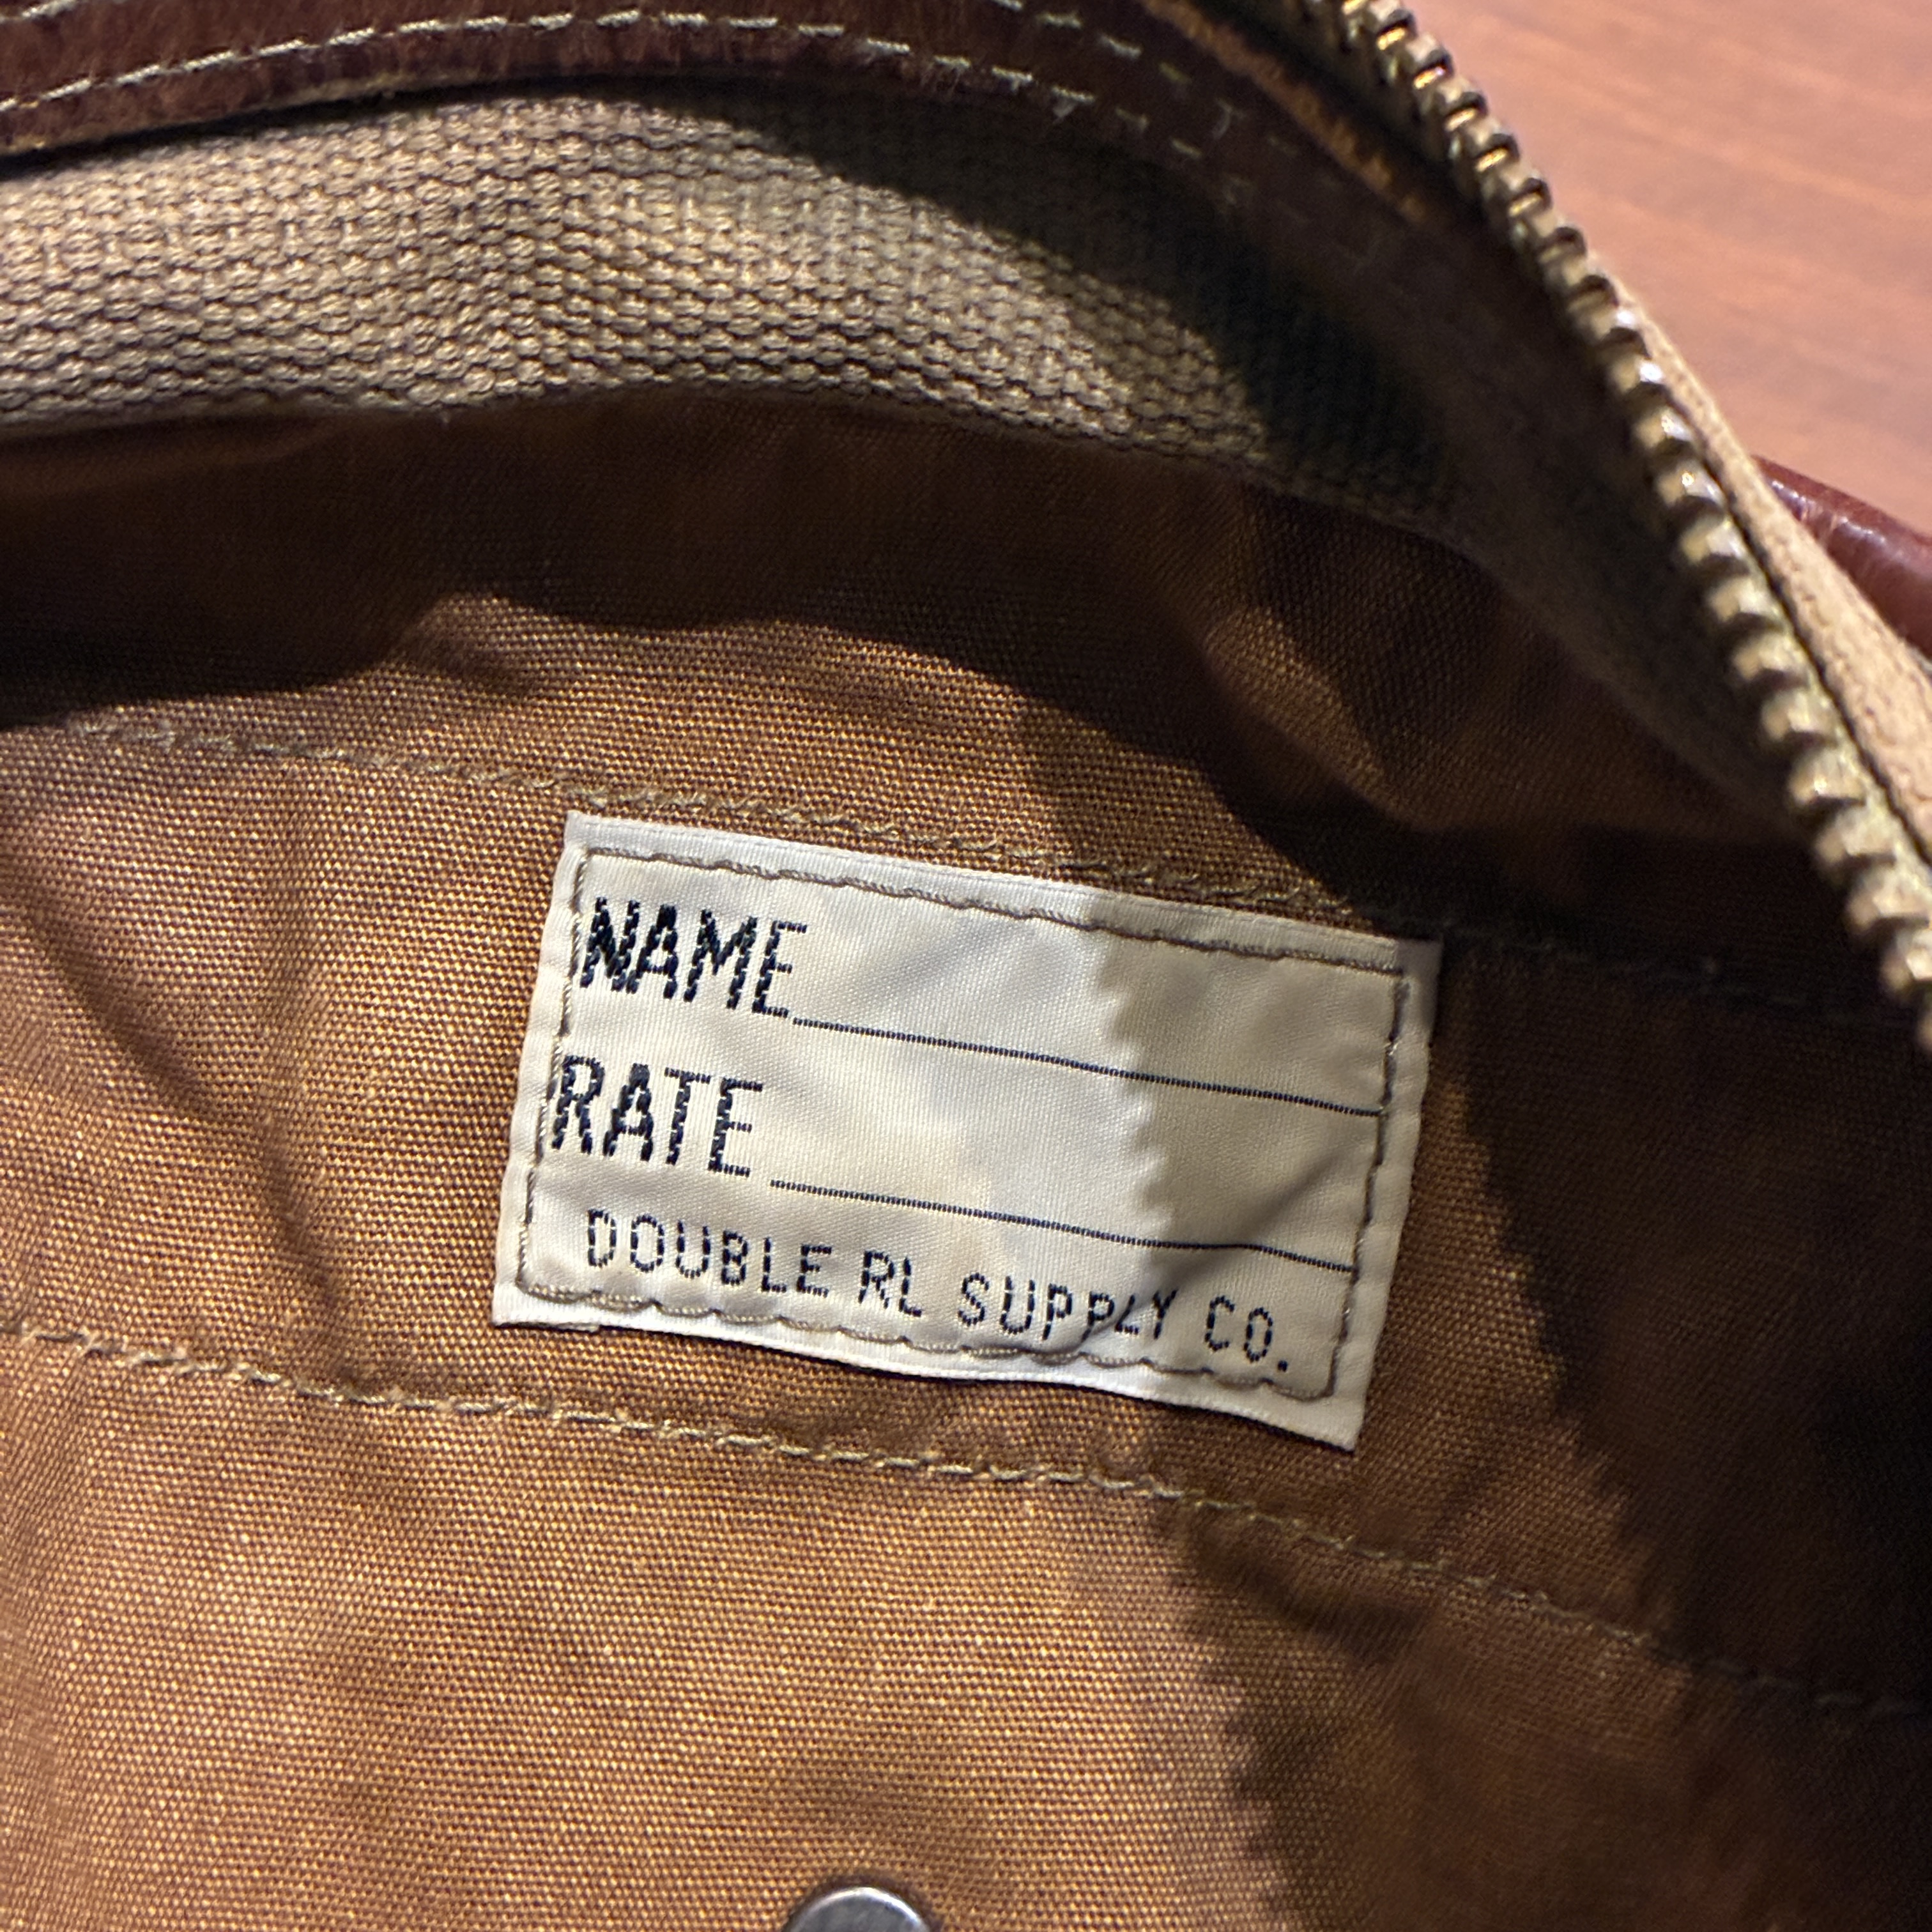 NAME
RATE
DOUBLE RL SUPPLY CO.